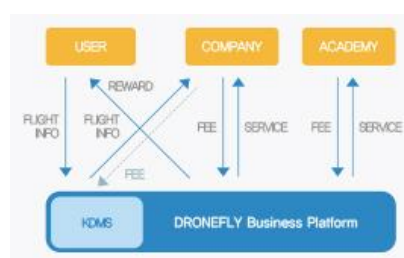 USER
COMPANY
ACADEMY
REWARD
FLIGHT
INFO
FLIGHT
INFO
FEE
SERVICE
FEE
SERVICE
FEE
KDMS
DRONEFLY Business Platform